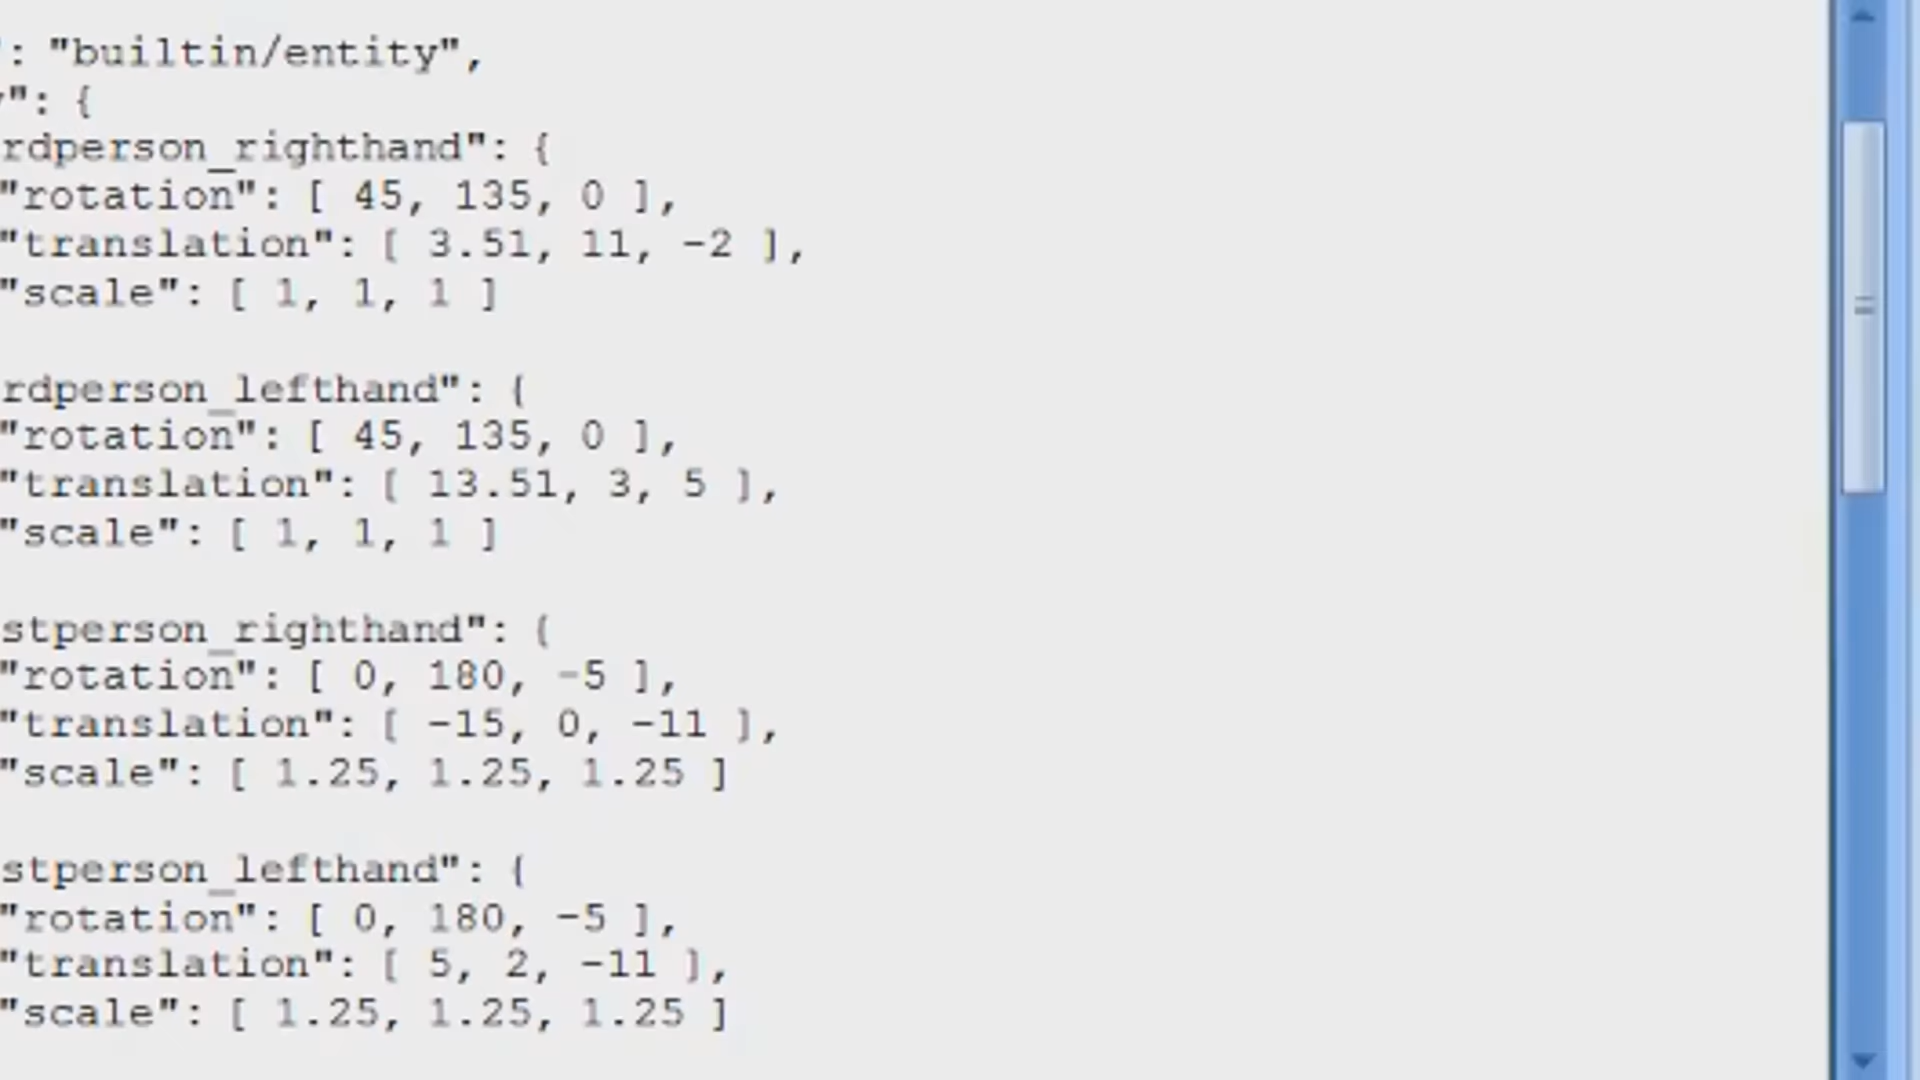 ": "builtin/entity",
y": {
rdperson_righthand": {
"rotation": [ 45, 135, 0 ],
"translation": [ 3.51, 11, -2 ],
"scale": [ 1, 1, 1 ]
rdperson_lefthand": {
"rotation": [ 45, 135, 0 ],
"translation": [ 13.51, 3, 5 ],
"scale": [ 1, 1, 1 ]
stperson_righthand": {
"rotation": [ 0, 180, -5 ],
"translation": [ -15, 0, -11 ],
"scale": [ 1.25, 1.25, 1.25 ]
stperson_lefthand": {
"rotation": [ 0, 180, -5 ],
"translation": [ 5, 2, -11 ],
"scale": [ 1.25, 1.25, 1.25 ]